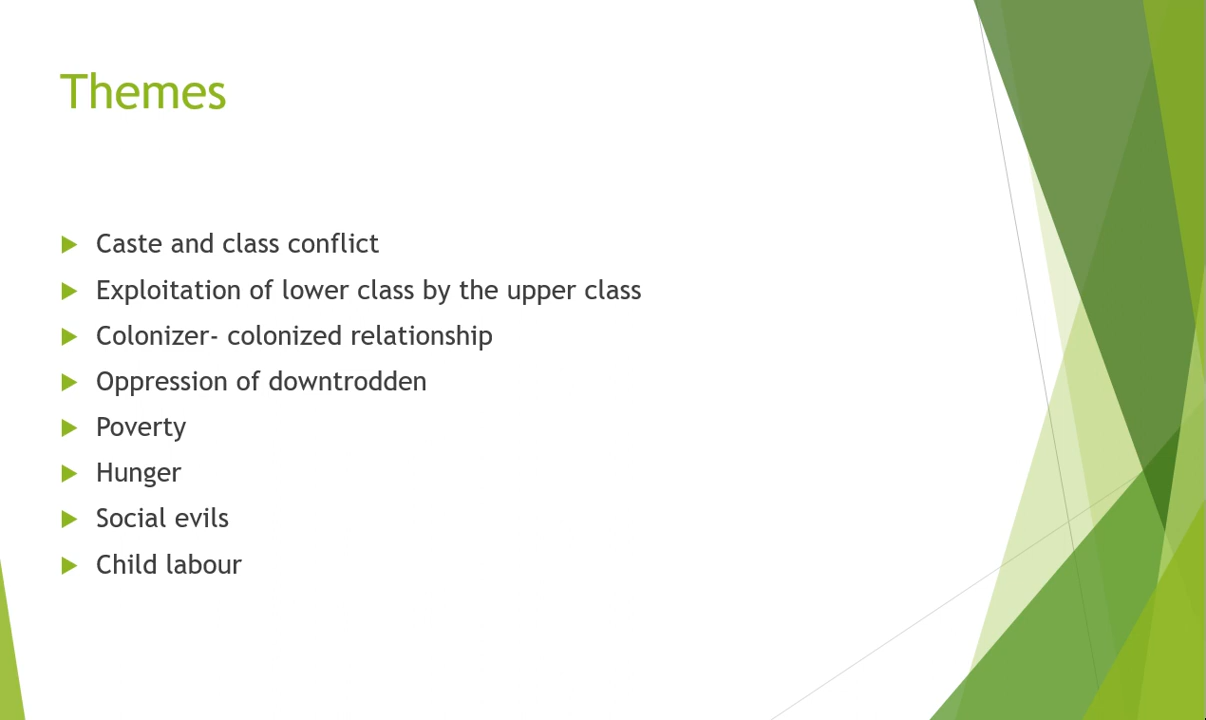 Themes
Caste and class conflict
Exploitation of lower class by the upper class
Colonizer- colonized relationship
Oppression of downtrodden
Poverty
Hunger
Social evils
Child labour